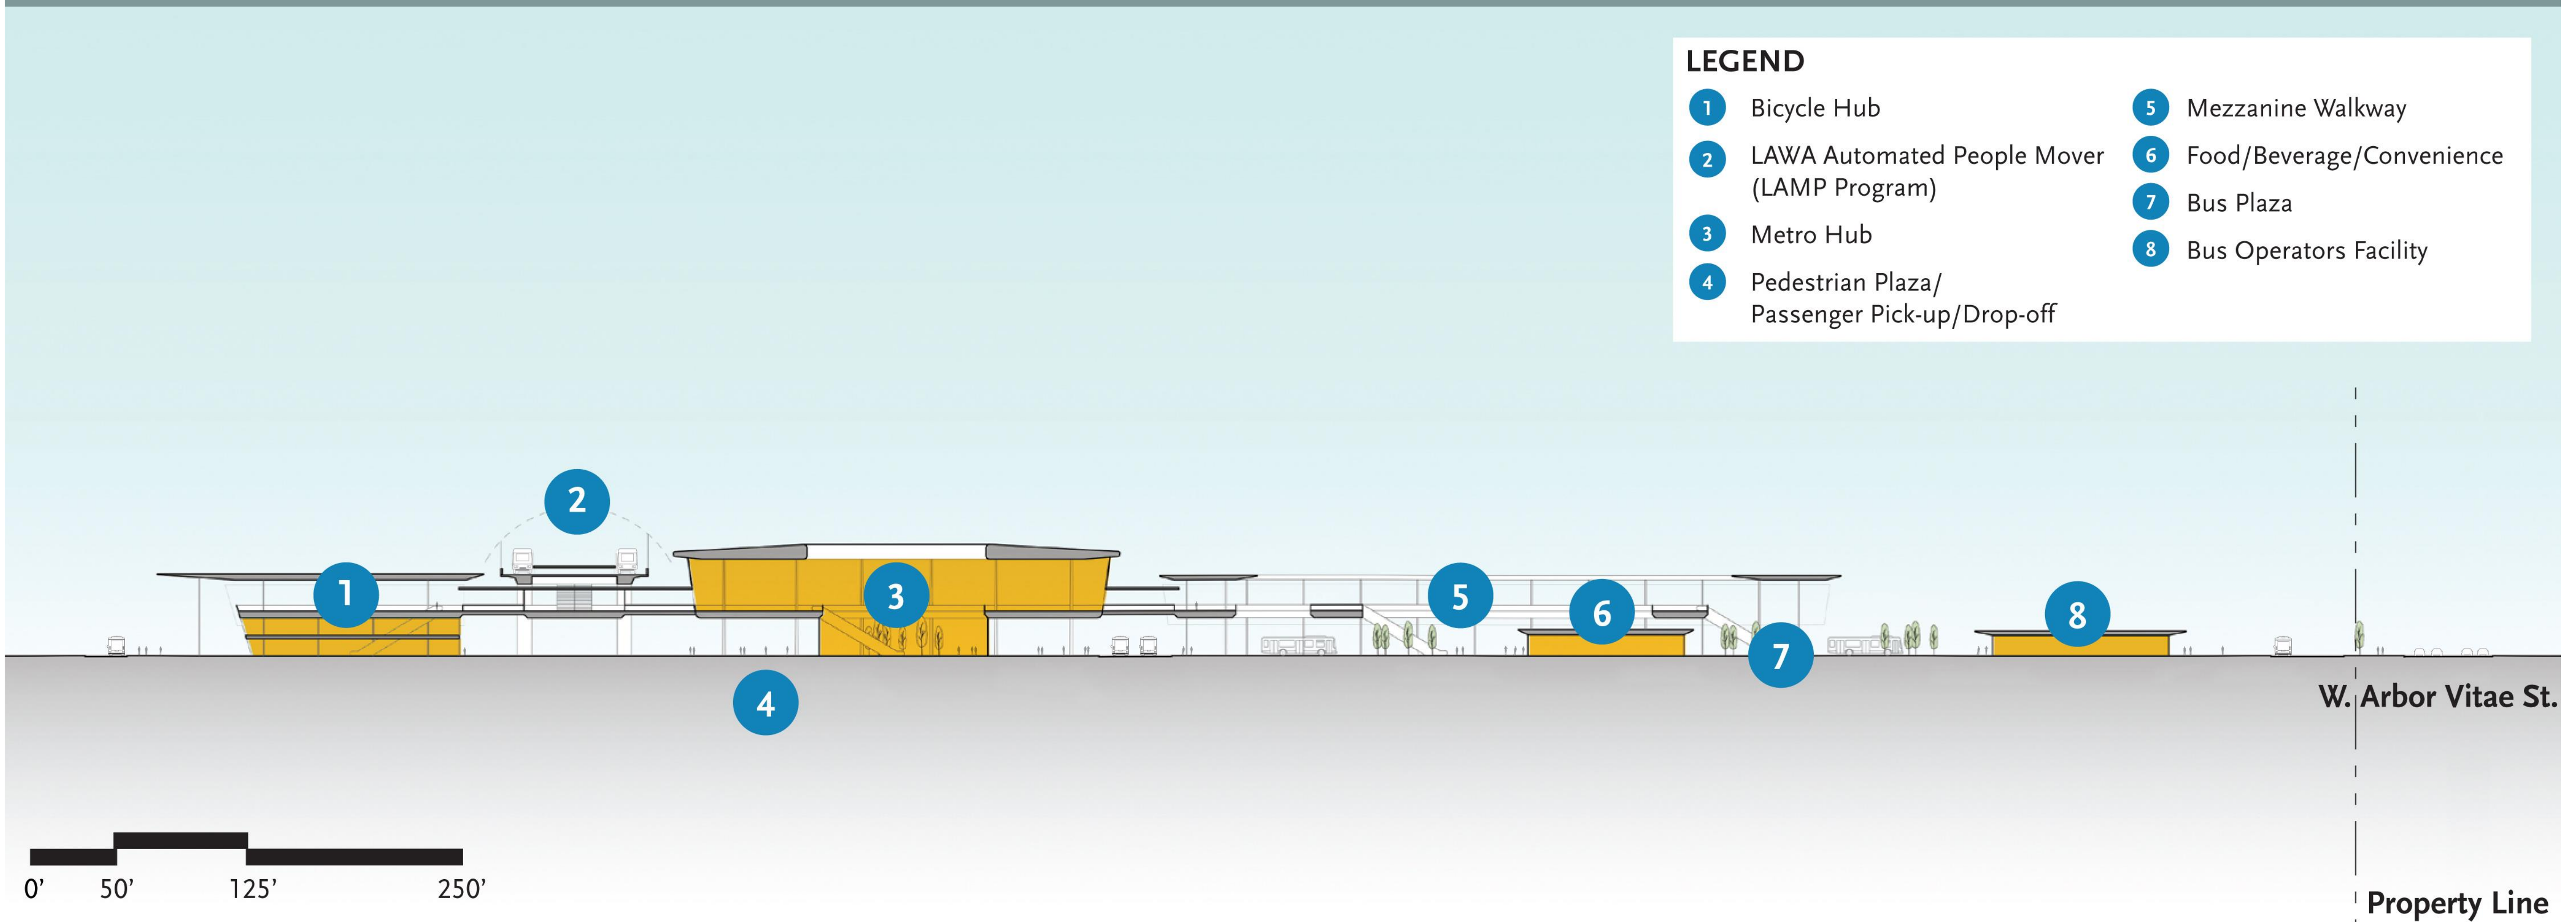 LEGEND
1 Bicycle Hub
2 LAWA Automated People Mover
(LAMP Program)
3 Metro Hub
4 Pedestrian Plaza/
Passenger Pick-up/Drop-off
5 Mezzanine Walkway
6 Food/Beverage/Convenience
7 Bus Plaza
8 Bus Operators Facility
2
1
3
5
6
8
7
4
W. Arbor Vitae St.
0’ 50’ 125’ 250’
Property Line